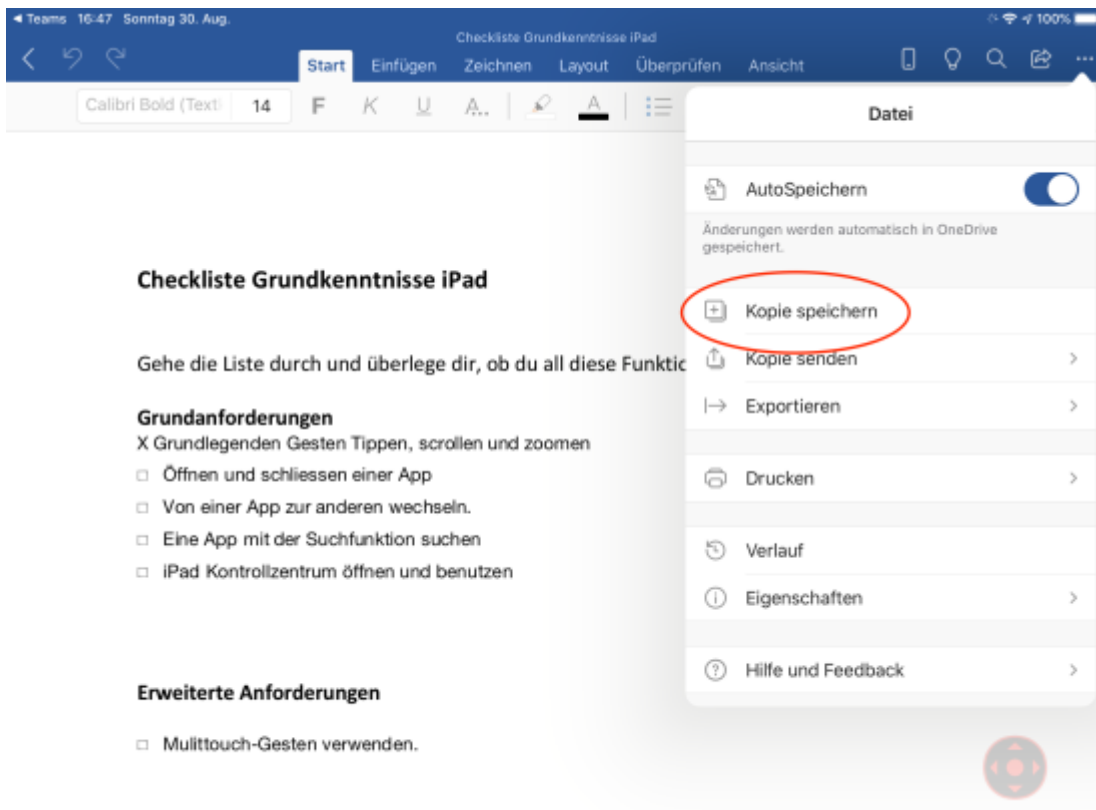 Teams 16:47 Sonntag 30. Aug. 100%
Checkliste Grundkenntnisse iPad
Start Einfügen Zeichnen Layout Überprüfen Ansicht
Calibri Bold (Text 14 F K U A...  A
Datei
AutoSpeichern
Änderungen werden automatisch in OneDrive
gespeichert.
Kopie speichern
Kopie senden
Exportieren
Drucken
Verlauf
Eigenschaften
Hilfe und Feedback
Checkliste Grundkenntnisse iPad
Gehe die Liste durch und überlege dir, ob du all diese Funktio
Grundanforderungen
X Grundlegenden Gesten Tippen, scrollen und zoomen
□ Öffnen und schliessen einer App
□ Von einer App zur anderen wechseln.
□ Eine App mit der Suchfunktion suchen
□ iPad Kontrollzentrum öffnen und benutzen
Erweiterte Anforderungen
□ Mulittouch-Gesten verwenden.